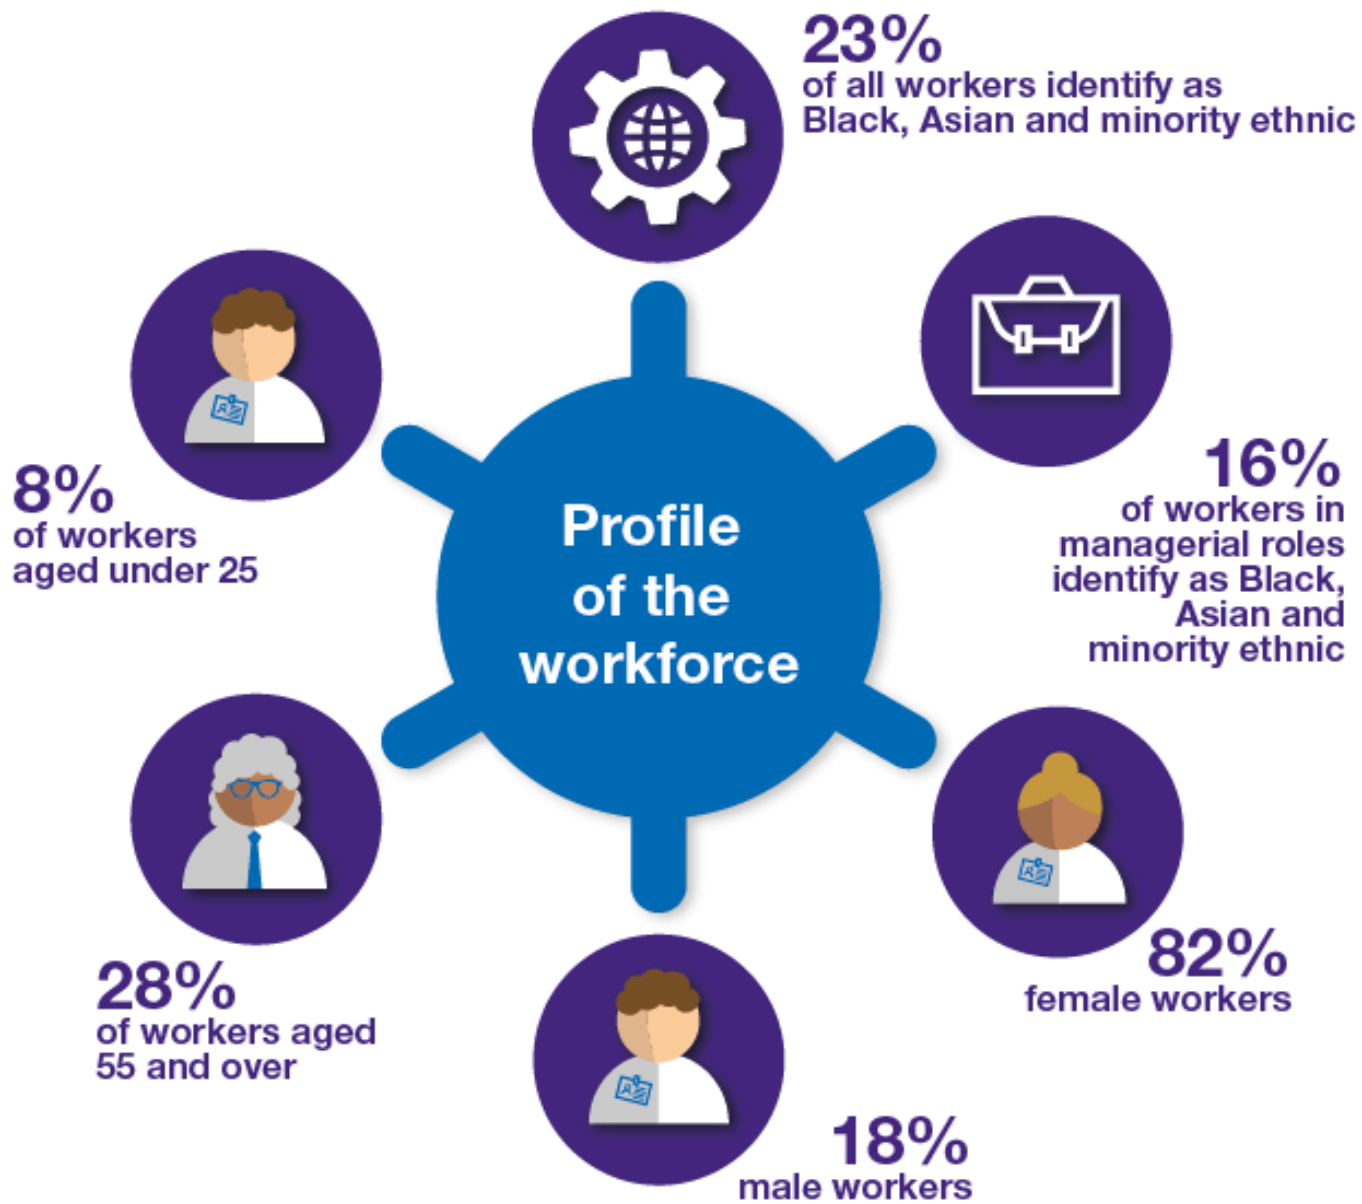 23%
of all workers identify as
Black, Asian and minority ethnic
16%
of workers in
managerial roles
identify as Black,
Asian and
minority ethnic
8%
of workers
aged under 25
Profile
of the
workforce
82%
female workers
28%
of workers aged
55 and over
18%
male workers